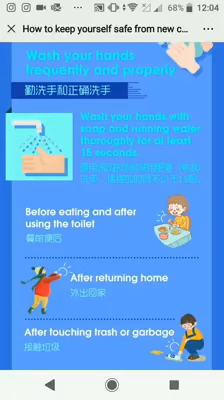 68% 12:04
How to keep yourself safe from new c...
Wash your hands
frequently and properly
勤洗手和正确洗手
Wash your hands with
soap and running water
thoroughly for at least
15 seconds.
Before eating and after
using the toilet
餐前便后
After returning home
外出回家
After touching trash or garbage
接触垃圾